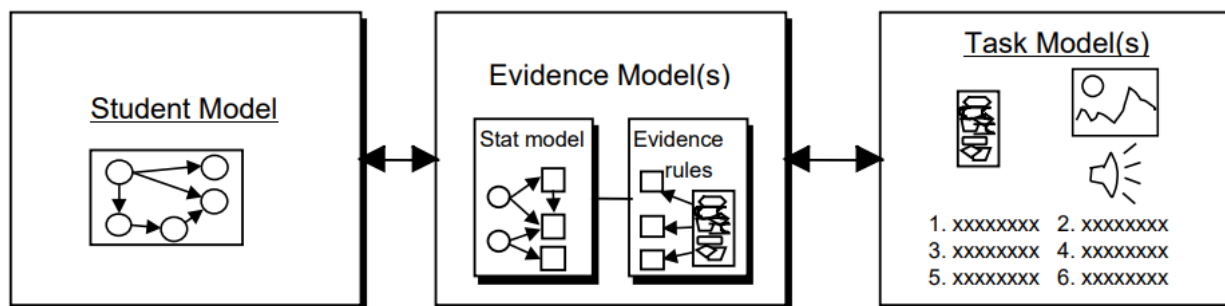 Student Model
Evidence Model(s)
Stat model
Evidence
rules
Task Model(s)
1. xxxxxxxx 2. xxxxxxxx
3. xxxxxxxx 4. xxxxxxxx
5. xxxxxxxx 6. xxxxxxxx